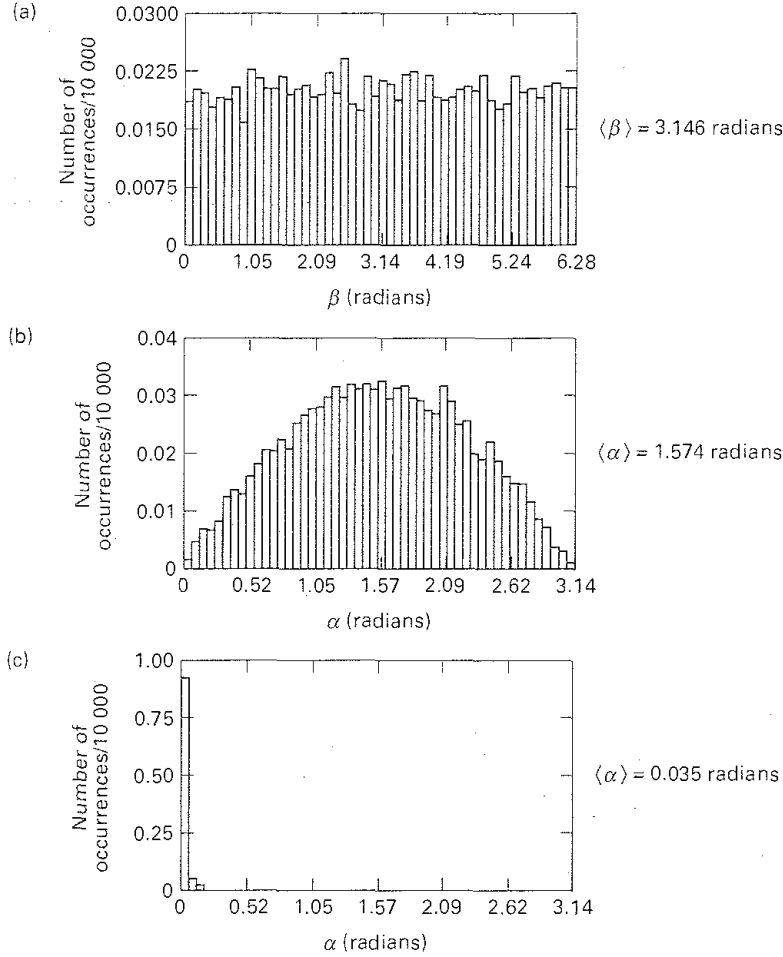 (a)
Number of
occurrences/10 000
0.0300
0.0225
0.0150
0.0075
0
0 1.05 2.09 3.14 4.19 5.24 6.28
β (radians)
⟨β⟩ = 3.146 radians
(b)
Number of
occurrences/10 000
0.04
0.03
0.02
0.01
0
0 0.52 1.05 1.57 2.09 2.62 3.14
α (radians)
⟨α⟩ = 1.574 radians
(c)
Number of
occurrences/10 000
1.00
0.75
0.50
0.25
0
0 0.52 1.05 1.57 2.09 2.62 3.14
α (radians)
⟨α⟩ = 0.035 radians